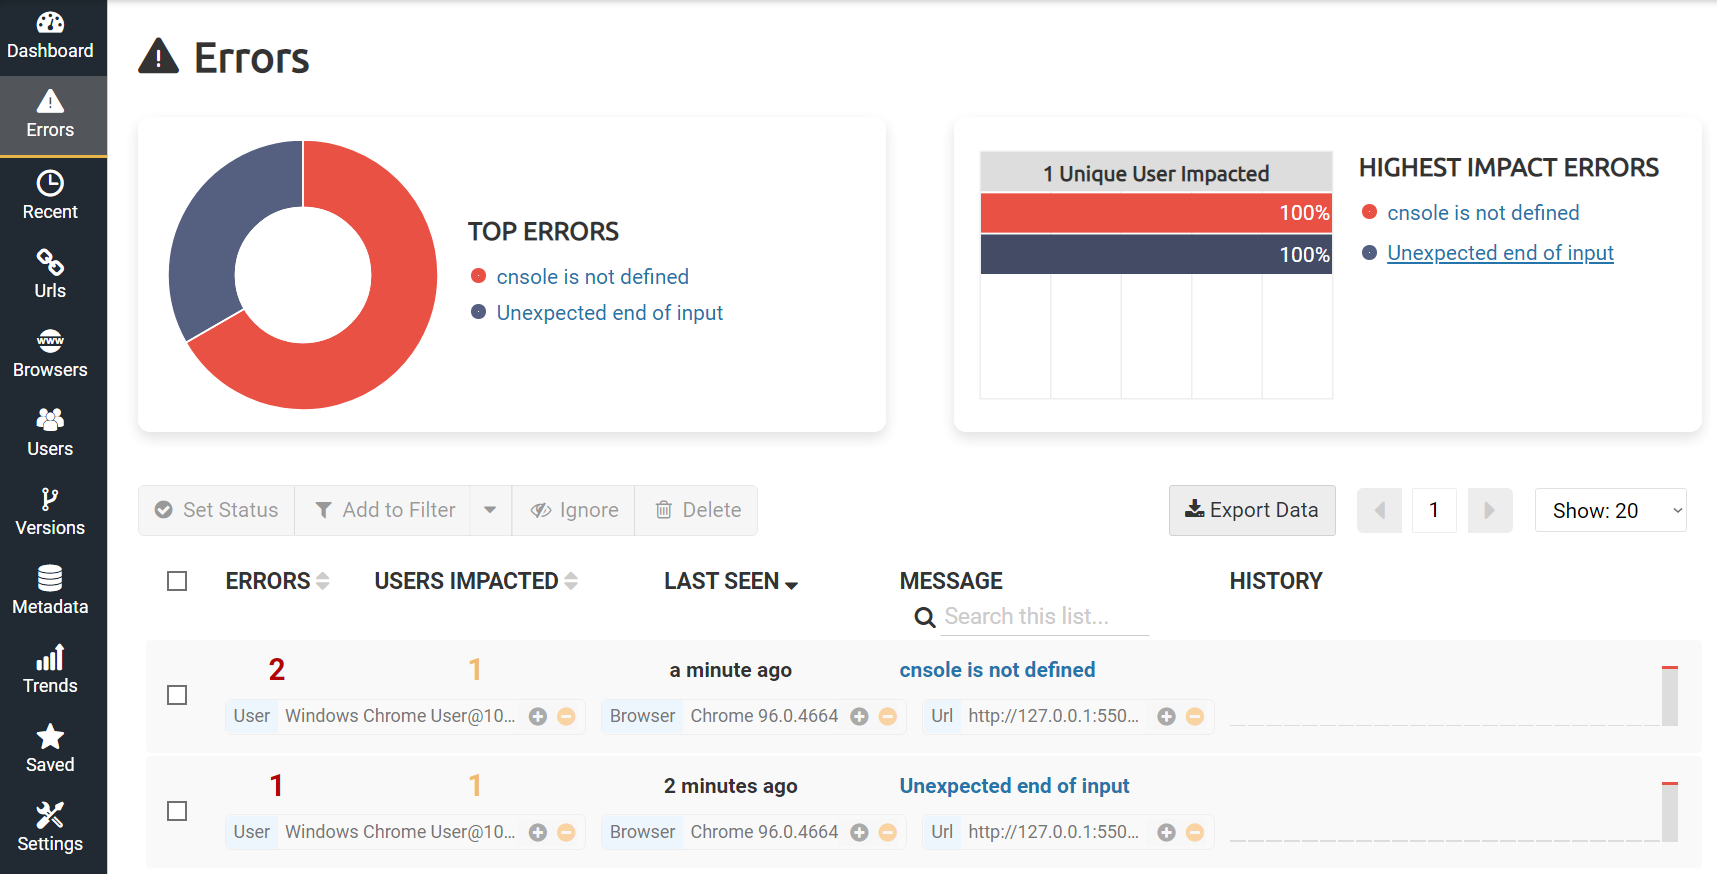 Dashboard
Errors
Recent
Urls
www
Browsers
Users
Versions
Metadata
Trends
Saved
Settings
Errors
TOP ERRORS
cnsole is not defined
Unexpected end of input
1 Unique User Impacted
100%
100%
HIGHEST IMPACT ERRORS
cnsole is not defined
Unexpected end of input
Set Status Add to Filter Ignore Delete
Export Data 1 Show: 20
ERRORS USERS IMPACTED LAST SEEN MESSAGE HISTORY
Search this list...
2 1 a minute ago cnsole is not defined
User Windows Chrome User@10... Browser Chrome 96.0.4664 Url http://127.0.0.1:550...
1 1 2 minutes ago Unexpected end of input
User Windows Chrome User@10... Browser Chrome 96.0.4664 Url http://127.0.0.1:550...